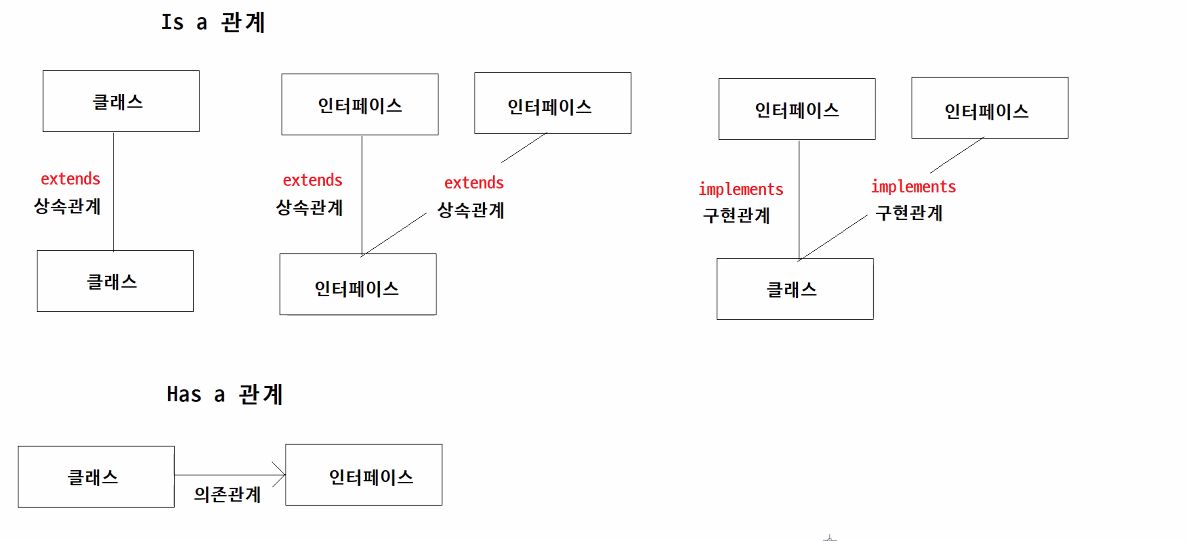 Is a 관계
클래스
extends
상속관계
클래스
인터페이스
인터페이스
extends
상속관계
extends
상속관계
인터페이스
인터페이스
인터페이스
implements
구현관계
implements
구현관계
클래스
Has a 관계
클래스
의존관계
인터페이스